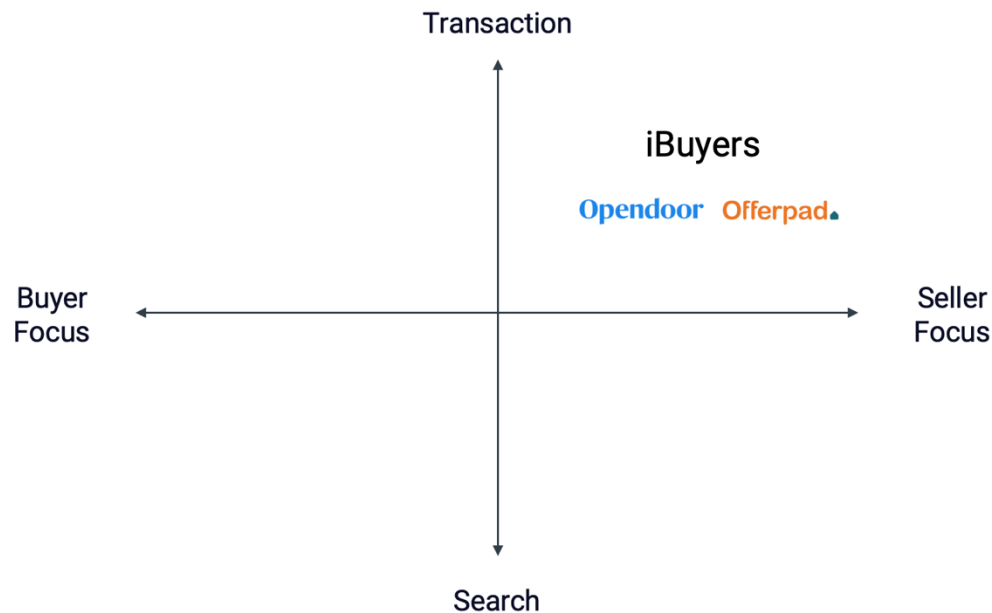 Transaction
iBuyers
Opendoor Offerpad.
Buyer
Focus
Seller
Focus
Search